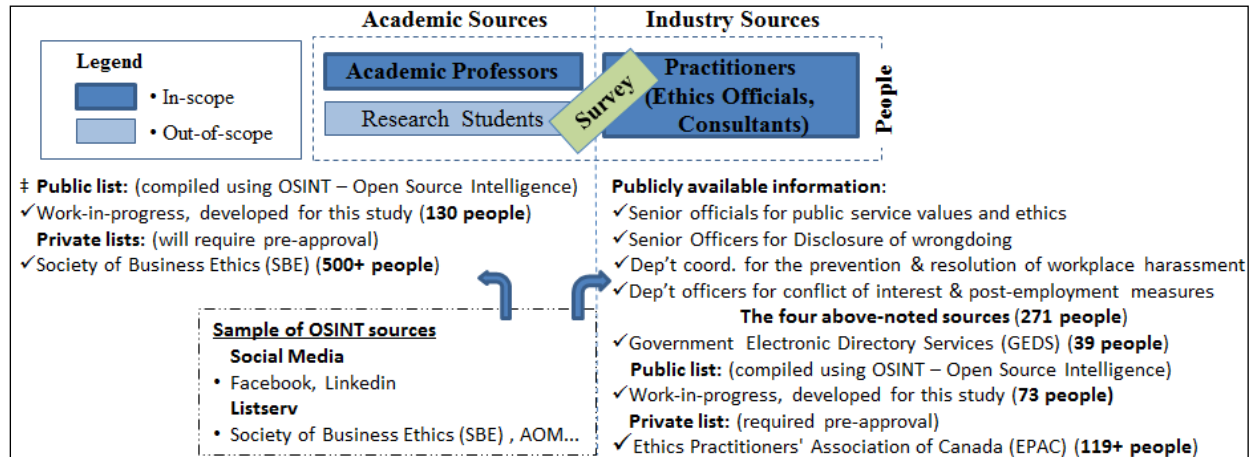 Academic Sources
Industry Sources
Legend
• In-scope
• Out-of-scope
Academic Professors
Research Students
Survey
Practitioners
(Ethics Officials,
Consultants)
People
‡ Public list: (compiled using OSINT – Open Source Intelligence)
✓Work-in-progress, developed for this study (130 people)
Private lists: (will require pre-approval)
✓Society of Business Ethics (SBE) (500+ people)
Sample of OSINT sources
Social Media
• Facebook, Linkedin
Listserv
• Society of Business Ethics (SBE) , AOM...
Publicly available information:
✓Senior officials for public service values and ethics
✓Senior Officers for Disclosure of wrongdoing
✓Dep't coord. for the prevention & resolution of workplace harassment
✓Dep't officers for conflict of interest & post-employment measures
The four above-noted sources (271 people)
✓Government Electronic Directory Services (GEDS) (39 people)
Public list: (compiled using OSINT – Open Source Intelligence)
✓Work-in-progress, developed for this study (73 people)
Private list: (required pre-approval)
✓Ethics Practitioners' Association of Canada (EPAC) (119+ people)